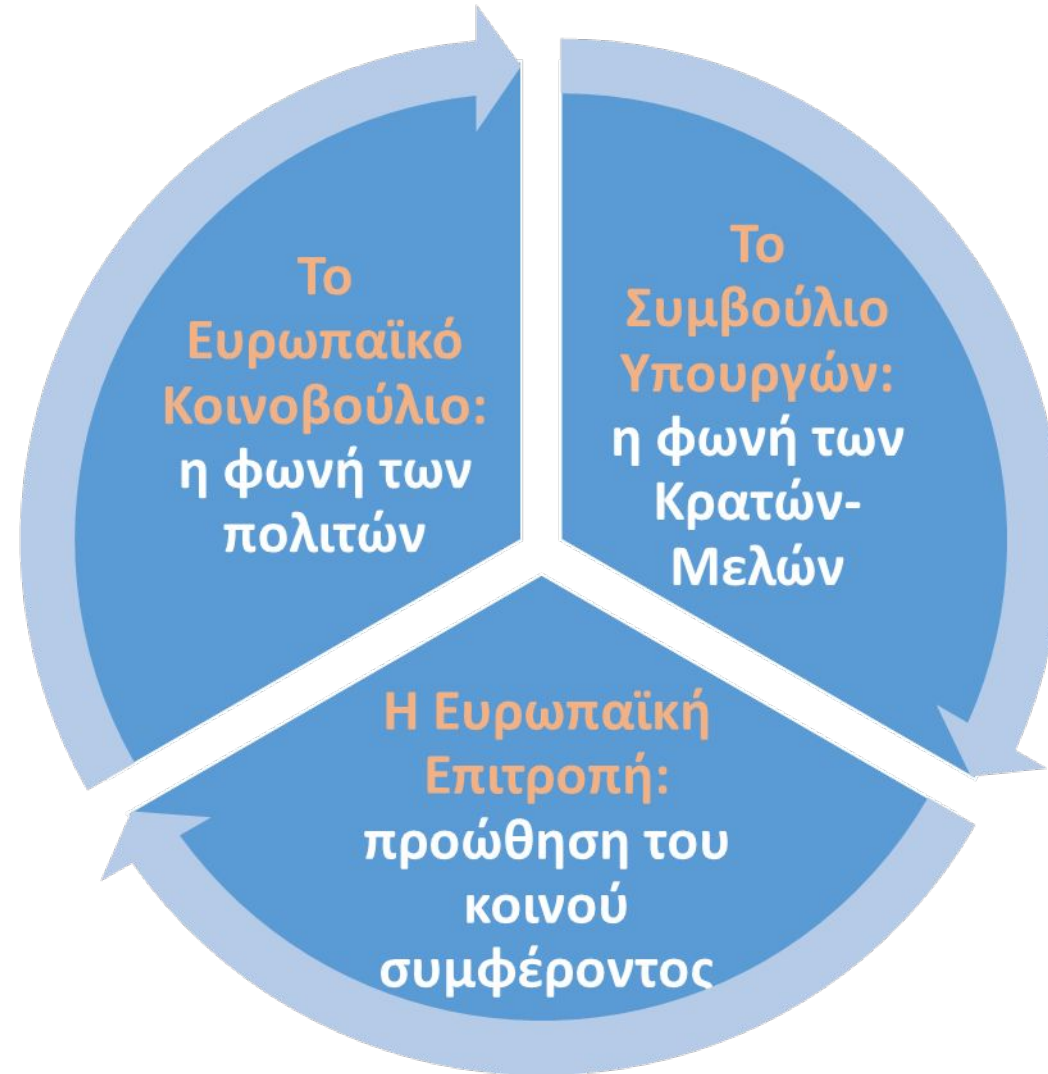 Το
Ευρωπαϊκό
Κοινοβούλιο:
η φωνή των
πολιτών
Το
Συμβούλιο
Υπουργών:
η φωνή των
Κρατών-
Μελών
Η Ευρωπαϊκή
Επιτροπή:
προώθηση του
κοινού
συμφέροντος